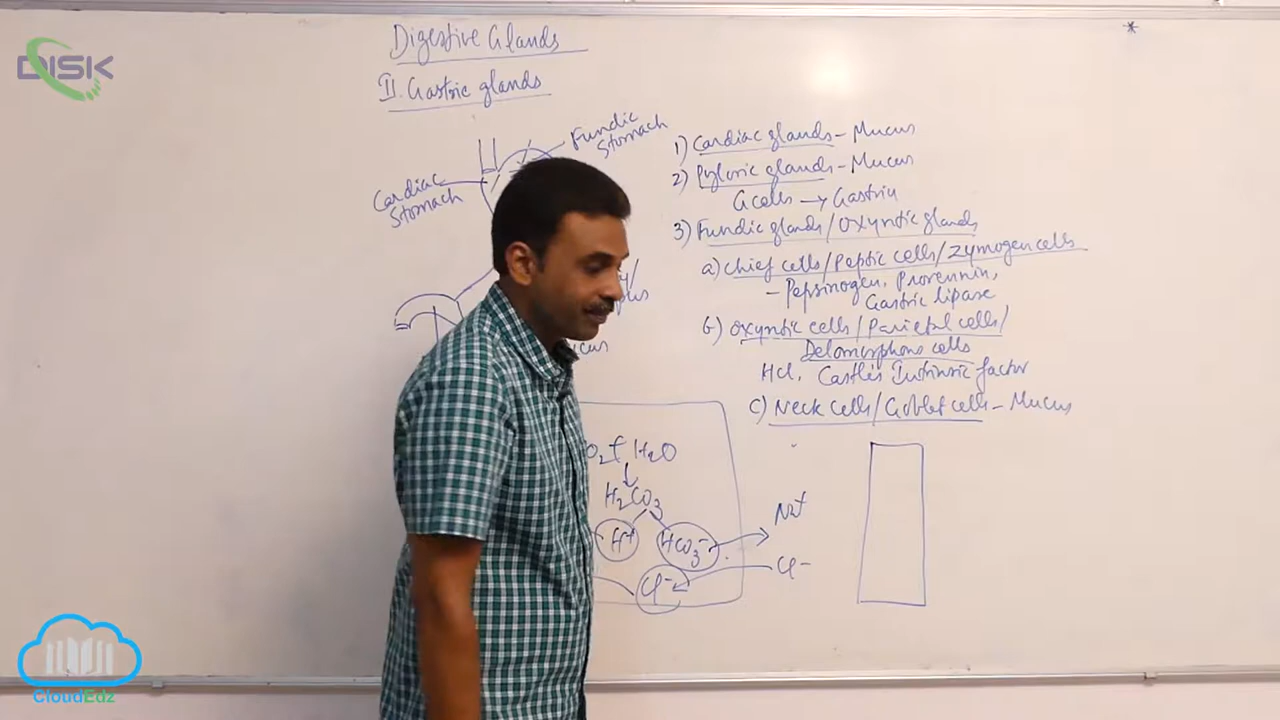 DISK
Digestive Glands
II. Gastric glands
Fundic
Stomach
Cardiac
Stomach
1) Cardiac glands - Mucus
2) Pyloric glands - Mucus
G cells → Gastrin
3) Fundic glands / Oxyntic glands
a) Chief cells / Peptic cells / Zymogen cells
- Pepsinogen, Prorennin,
Gastric lipase
b) Oxyntic cells / Parietal cells /
Delomorphous cells
HCl, Castle's Intrinsic factor
c) Neck cells / Goblet cells - Mucus
O2 + H2O
H2CO3
H+
HCO3-
Na+
Cl-
Cl-
CloudEdz